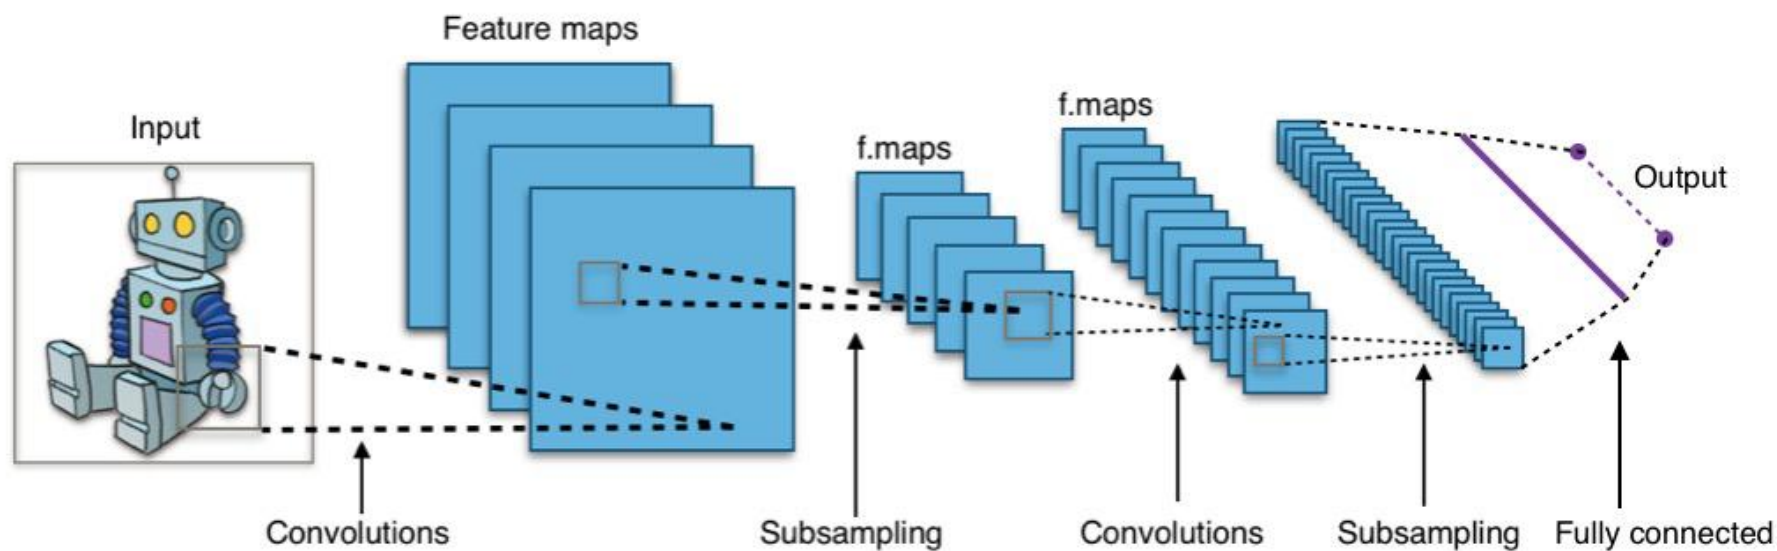 Feature maps
Input
f.maps
f.maps
Output
Convolutions
Subsampling
Convolutions
Subsampling
Fully connected